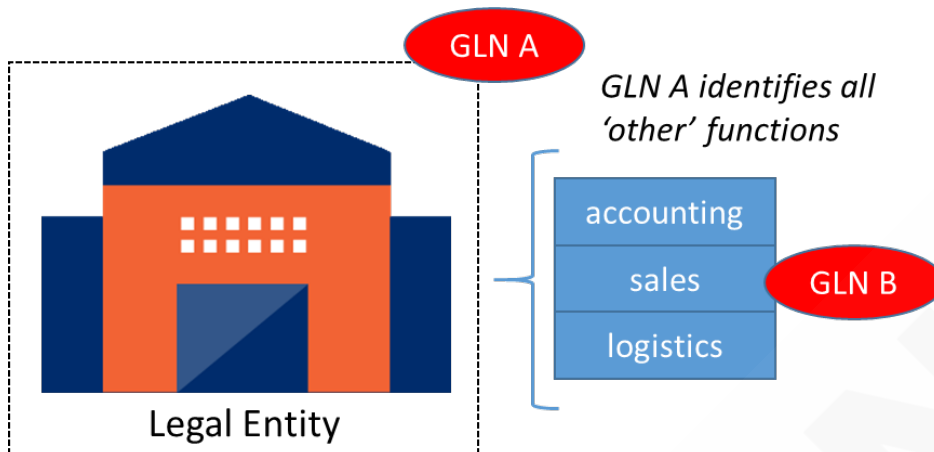 GLN A
GLN A identifies all
‘other’ functions
accounting
sales
GLN B
logistics
Legal Entity